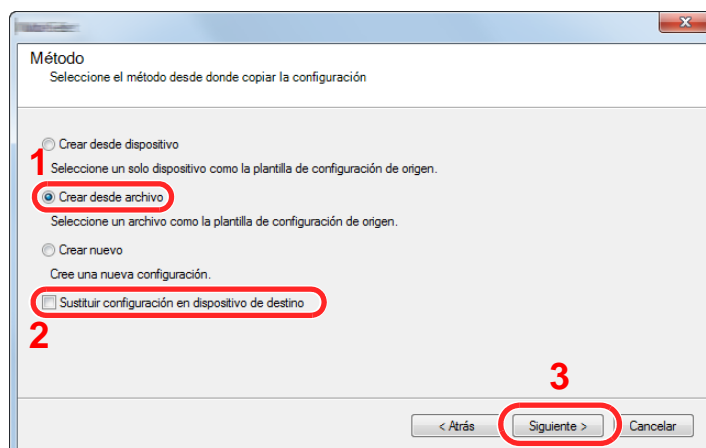 Método
Seleccione el método desde donde copiar la configuración
Crear desde dispositivo
1
Seleccione un solo dispositivo como la plantilla de configuración de origen.
Crear desde archivo
Seleccione un archivo como la plantilla de configuración de origen.
Crear nuevo
Cree una nueva configuración.
Sustituir configuración en dispositivo de destino
2
3
< Atrás Siguiente > Cancelar